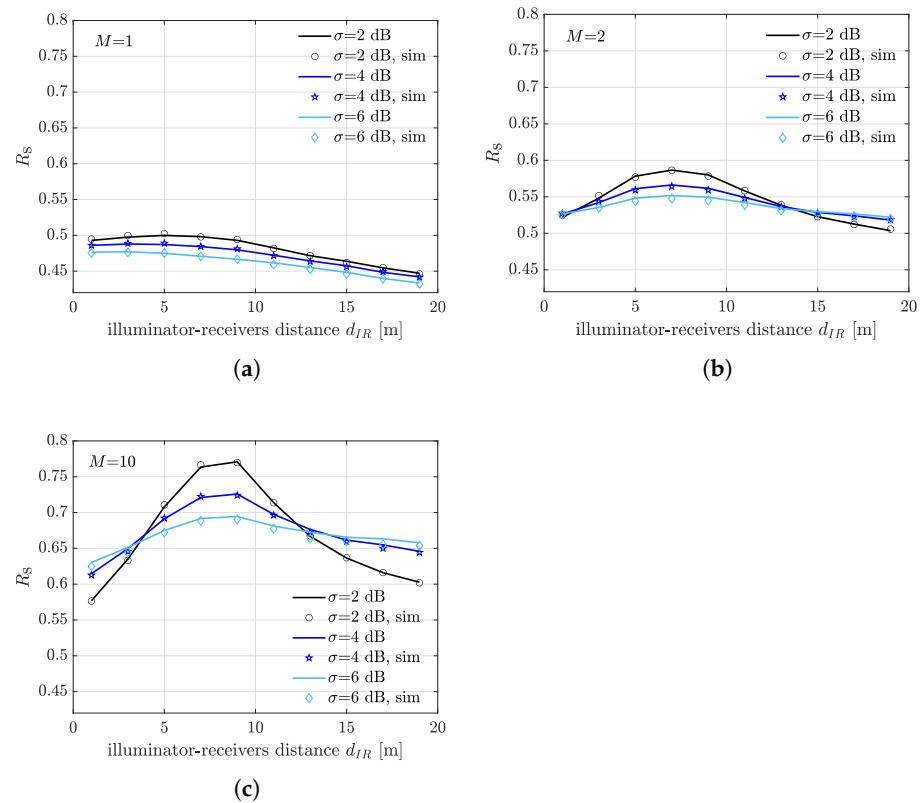 M=1
σ=2 dB
σ=2 dB, sim
σ=4 dB
σ=4 dB, sim
σ=6 dB
σ=6 dB, sim
0.8
0.75
0.7
0.65
0.6
0.55
0.5
0.45
R_S
0 5 10 15 20
illuminator-receivers distance d_{IR} [m]
(a)
M=2
σ=2 dB
σ=2 dB, sim
σ=4 dB
σ=4 dB, sim
σ=6 dB
σ=6 dB, sim
0.8
0.75
0.7
0.65
0.6
0.55
0.5
0.45
R_S
0 5 10 15 20
illuminator-receivers distance d_{IR} [m]
(b)
M=10
0.8
0.75
0.7
0.65
0.6
0.55
0.5
0.45
R_S
σ=2 dB
σ=2 dB, sim
σ=4 dB
σ=4 dB, sim
σ=6 dB
σ=6 dB, sim
0 5 10 15 20
illuminator-receivers distance d_{IR} [m]
(c)